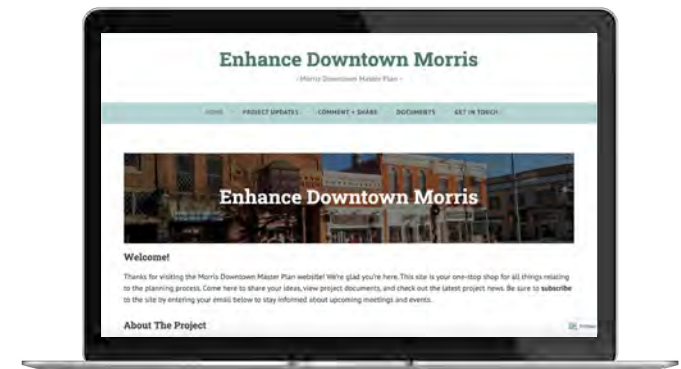 Enhance Downtown Morris
- Morris Downtown Master Plan -
HOME PROJECT UPDATES COMMENT + SHARE DOCUMENTS GET IN TOUCH
Enhance Downtown Morris
Welcome!
Thanks for visiting the Morris Downtown Master Plan website! We're glad you're here. This site is your one-stop shop for all things relating
to the planning process. Come here to share your ideas, view project documents, and check out the latest project news. Be sure to subscribe
to the site by entering your email below to stay informed about upcoming meetings and events.
About The Project